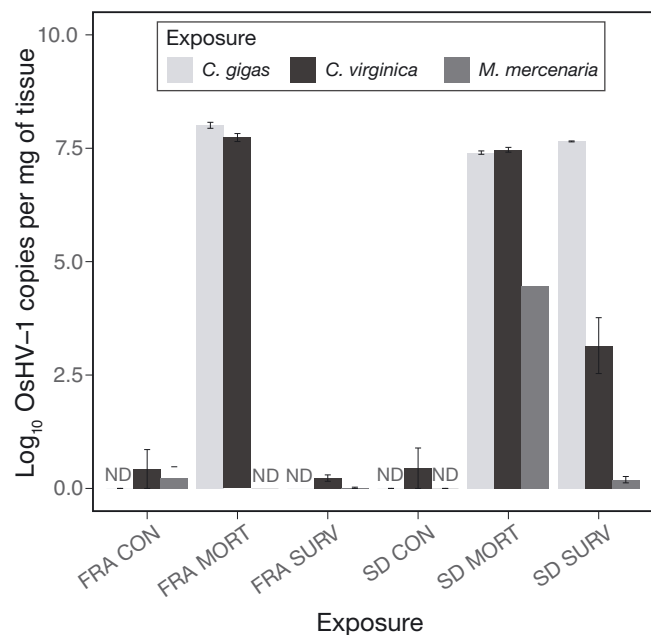 Exposure
C. gigas C. virginica M. mercenaria
Log₁₀ OsHV–1 copies per mg of tissue
10.0
7.5
5.0
2.5
0.0
ND ND ND ND ND
FRA CON FRA MORT FRA SURV SD CON SD MORT SD SURV
Exposure